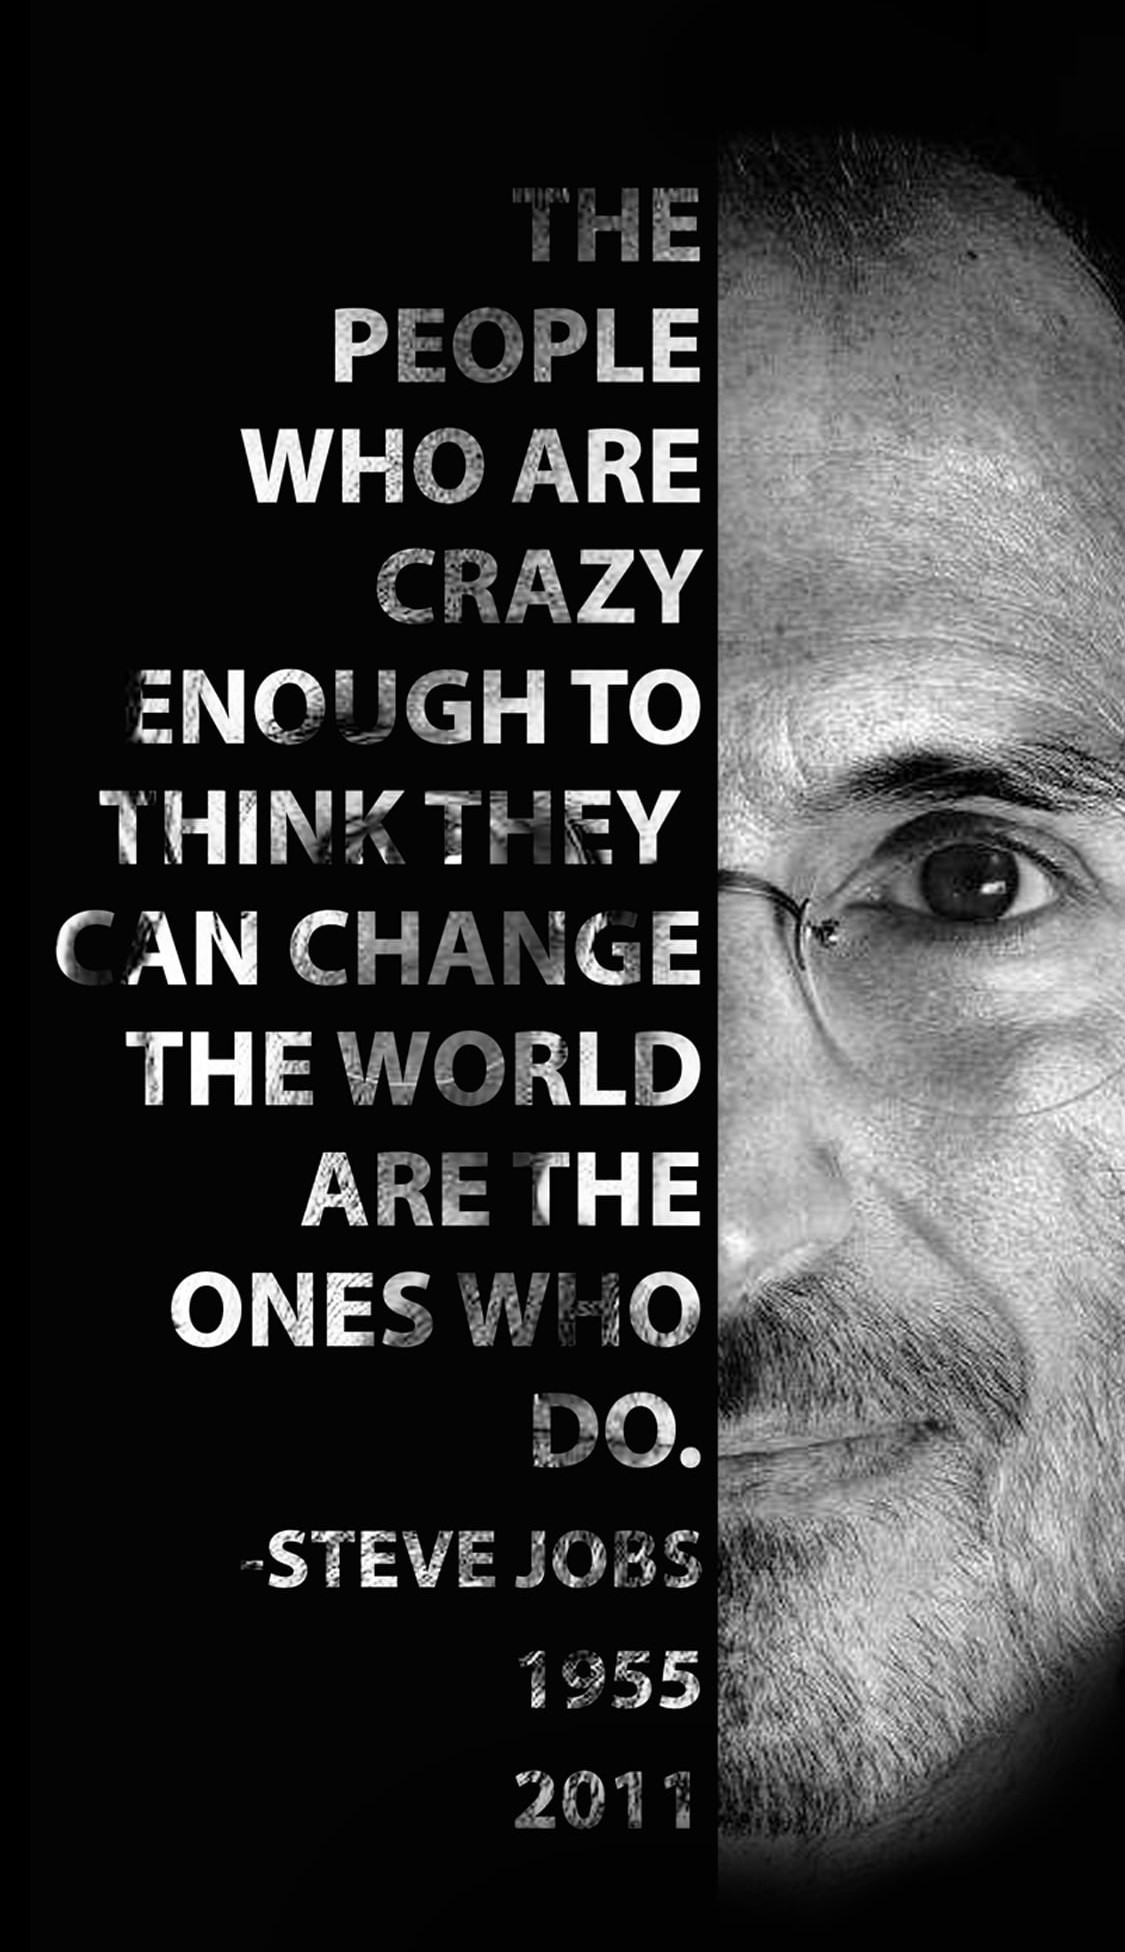 THE
PEOPLE
WHO ARE
CRAZY
ENOUGH TO
THINK THEY
CAN CHANGE
THE WORLD
ARE THE
ONES WHO
DO.
-STEVE JOBS
1955
2011